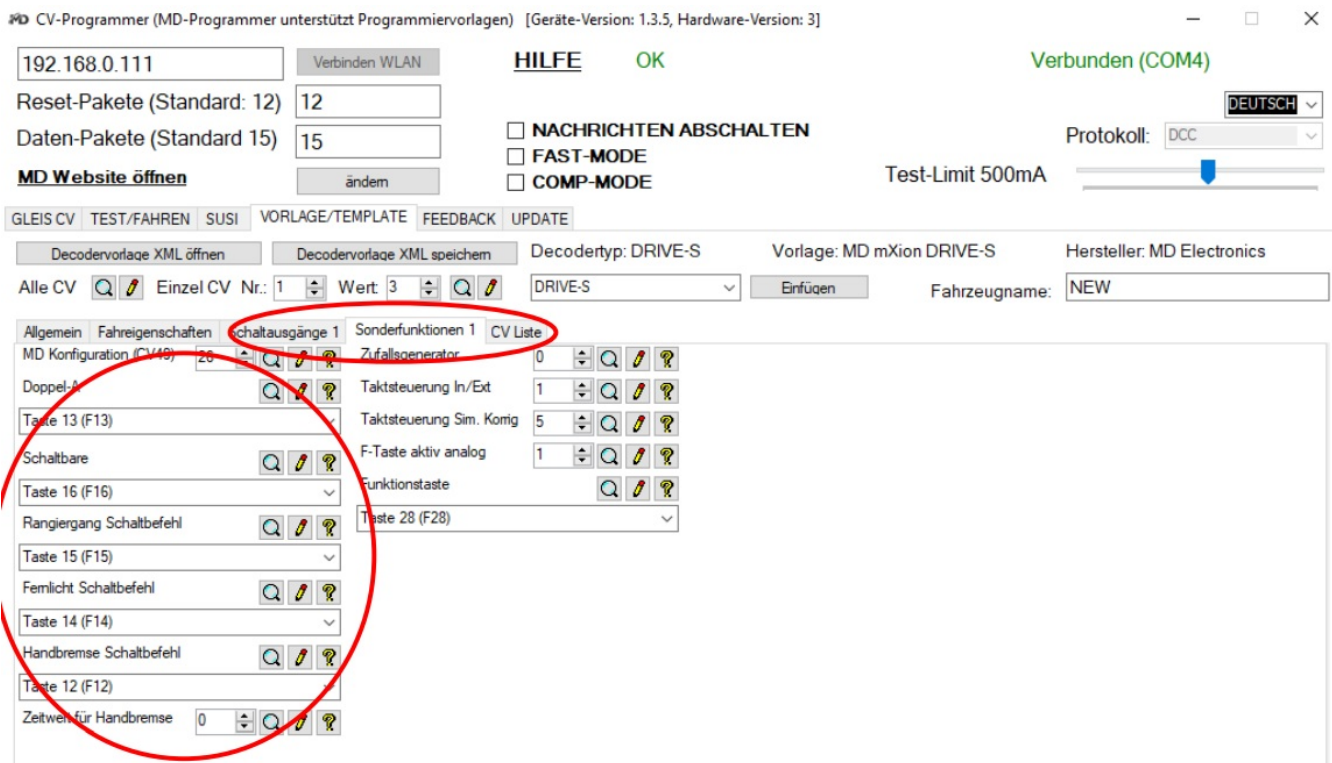 MD CV-Programmer (MD-Programmer unterstützt Programmiervorlagen) [Geräte-Version: 1.3.5, Hardware-Version: 3]
192.168.0.111 Verbinden WLAN HILFE OK Verbunden (COM4)
Reset-Pakete (Standard: 12) 12 DEUTSCH
Daten-Pakete (Standard 15) 15 NACHRICHTEN ABSCHALTEN Protokoll: DCC
FAST-MODE
MD Website öffnen ändern COMP-MODE Test-Limit 500mA
GLEIS CV TEST/FAHREN SUSI VORLAGE/TEMPLATE FEEDBACK UPDATE
Decodervorlage XML öffnen Decodervorlage XML speichern Decodertyp: DRIVE-S Vorlage: MD mXion DRIVE-S Hersteller: MD Electronics
Alle CV Einzel CV Nr.: 1 Wert: 3 DRIVE-S Einfügen Fahrzeugname: NEW
Allgemein Fahreigenschaften Schaltausgänge 1 Sonderfunktionen 1 CV Liste
MD Konfiguration (CV49) 26 Zufallsgenerator 0
Doppel-A Taktsteuerung In/Ext 1
Taste 13 (F13) Taktsteuerung Sim. Korrig 5
Schaltbare F-Taste aktiv analog 1
Taste 16 (F16) Funktionstaste
Rangiergang Schaltbefehl Taste 28 (F28)
Taste 15 (F15)
Fernlicht Schaltbefehl
Taste 14 (F14)
Handbremse Schaltbefehl
Taste 12 (F12)
Zeitwert für Handbremse 0